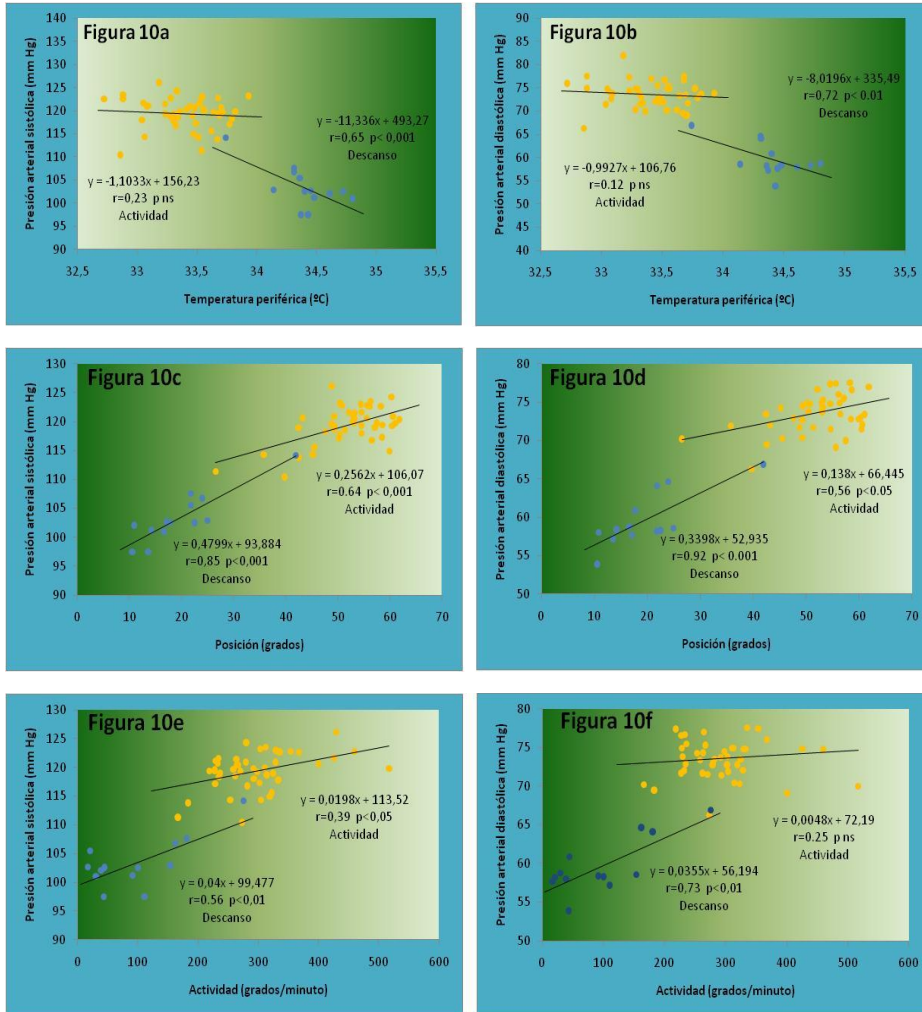 Figura 10a
Presión arterial sistólica (mm Hg)
140
135
130
125
120
115
110
105
100
95
90
y = -11,336x + 493,27
r=0,65 p<0,001
Descanso
y = -1,1033x + 156,23
r=0,23 p ns
Actividad
32,5 33 33,5 34 34,5 35 35,5
Temperatura periférica (ºC)
Figura 10b
Presión arterial diastólica (mm Hg)
90
85
80
75
70
65
60
55
50
45
40
y = -8,0196x + 335,49
r=0,72 p< 0.01
Descanso
y = -0,9927x + 106,76
r=0.12 p ns
Actividad
32,5 33 33,5 34 34,5 35 35,5
Temperatura periférica (ºC)
Figura 10c
Presión arterial sistólica (mm Hg)
130
125
120
115
110
105
100
95
90
y = 0,2562x + 106,07
r=0.64 p< 0,001
Actividad
y = 0,4799x + 93,884
r=0,85 p<0,001
Descanso
0 10 20 30 40 50 60 70
Posición (grados)
Figura 10d
Presión arterial diastólica (mm Hg)
80
75
70
65
60
55
50
y = 0,138x + 66,445
r=0,56 p<0.05
Actividad
y = 0,3398x + 52,935
r=0.92 p< 0.001
Descanso
0 10 20 30 40 50 60 70
Posición (grados)
Figura 10e
Presión arterial sistólica (mm Hg)
130
125
120
115
110
105
100
95
90
y = 0,0198x + 113,52
r=0,39 p<0,05
Actividad
y = 0,04x + 99,477
r=0.56 p<0,01
Descanso
0 100 200 300 400 500 600
Actividad (grados/minuto)
Figura 10f
Presión arterial diastólica (mm Hg)
80
75
70
65
60
55
50
y = 0,0048x + 72,19
r=0.25 p ns
Actividad
y = 0,0355x + 56,194
r=0,73 p<0,01
Descanso
0 100 200 300 400 500 600
Actividad (grados/minuto)